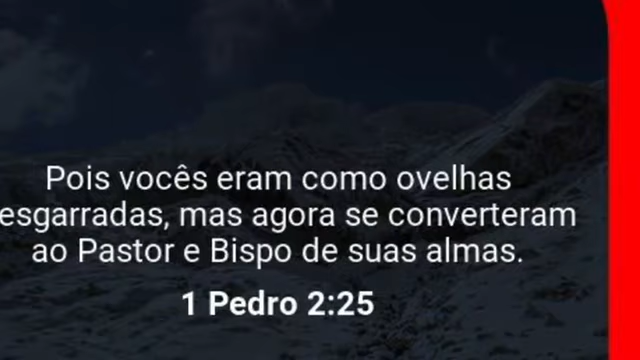 Pois vocês eram como ovelhas
esgarradas, mas agora se converteram
ao Pastor e Bispo de suas almas.
1 Pedro 2:25